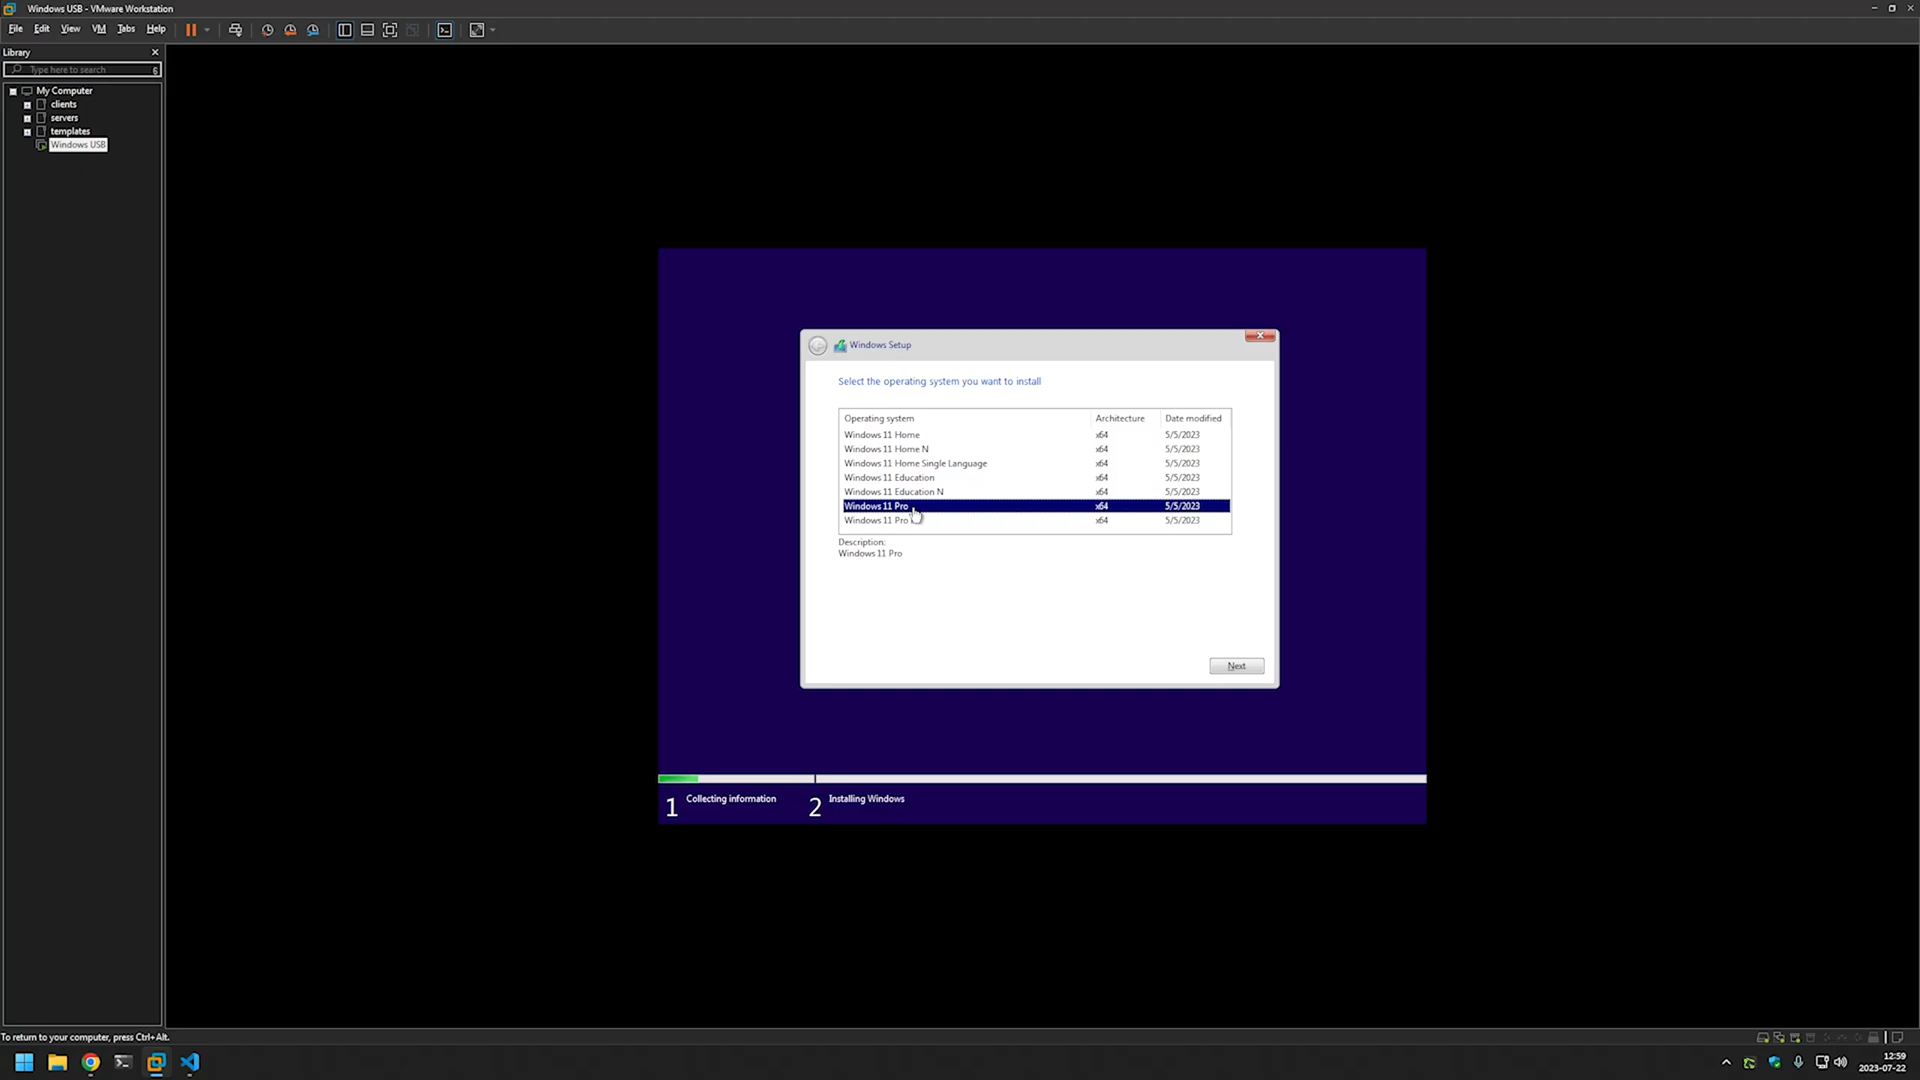 Windows USB - VMware Workstation
File Edit View VM Tabs Help
Library
Type here to search
My Computer
clients
servers
templates
Windows USB
Windows Setup
Select the operating system you want to install
Operating system Architecture Date modified
Windows 11 Home x64 5/5/2023
Windows 11 Home N x64 5/5/2023
Windows 11 Home Single Language x64 5/5/2023
Windows 11 Education x64 5/5/2023
Windows 11 Education N x64 5/5/2023
Windows 11 Pro x64 5/5/2023
Windows 11 Pro x64 5/5/2023
Description:
Windows 11 Pro
Next
1 Collecting information 2 Installing Windows
To return to your computer, press Ctrl+Alt.
12:59
2023-07-22